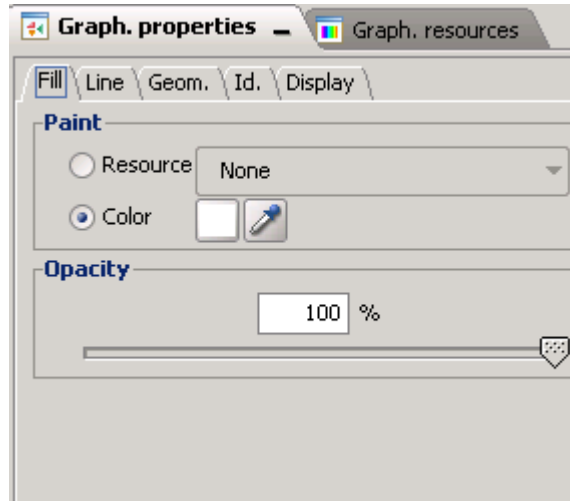 Graph. properties Graph. resources
Fill Line Geom. Id. Display
Paint
Resource None
Color
Opacity
100 %